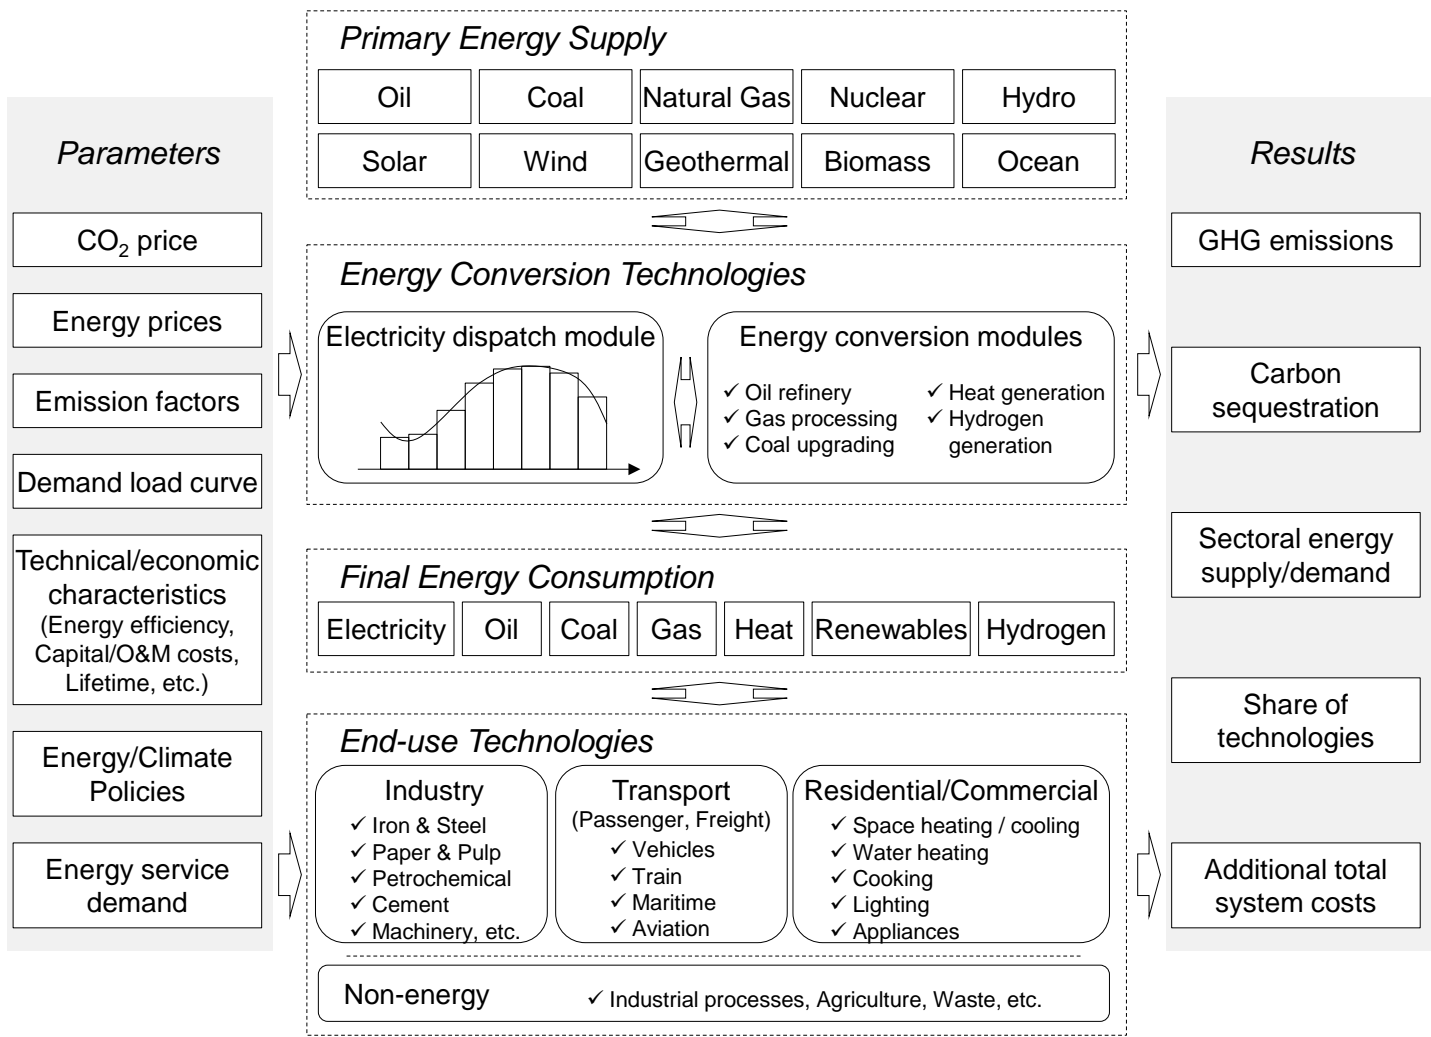 Parameters
CO₂ price
Energy prices
Emission factors
Demand load curve
Technical/economic
characteristics
(Energy efficiency,
Capital/O&M costs,
Lifetime, etc.)
Energy/Climate
Policies
Energy service
demand
Primary Energy Supply
Oil
Coal
Natural Gas
Nuclear
Hydro
Solar
Wind
Geothermal
Biomass
Ocean
Energy Conversion Technologies
Electricity dispatch module
Energy conversion modules
✓ Oil refinery
✓ Gas processing
✓ Coal upgrading
✓ Heat generation
✓ Hydrogen
generation
Final Energy Consumption
Electricity
Oil
Coal
Gas
Heat
Renewables
Hydrogen
End-use Technologies
Industry
✓ Iron & Steel
✓ Paper & Pulp
✓ Petrochemical
✓ Cement
✓ Machinery, etc.
Transport
(Passenger, Freight)
✓ Vehicles
✓ Train
✓ Maritime
✓ Aviation
Residential/Commercial
✓ Space heating / cooling
✓ Water heating
✓ Cooking
✓ Lighting
✓ Appliances
Non-energy
✓ Industrial processes, Agriculture, Waste, etc.
Results
GHG emissions
Carbon
sequestration
Sectoral energy
supply/demand
Share of
technologies
Additional total
system costs